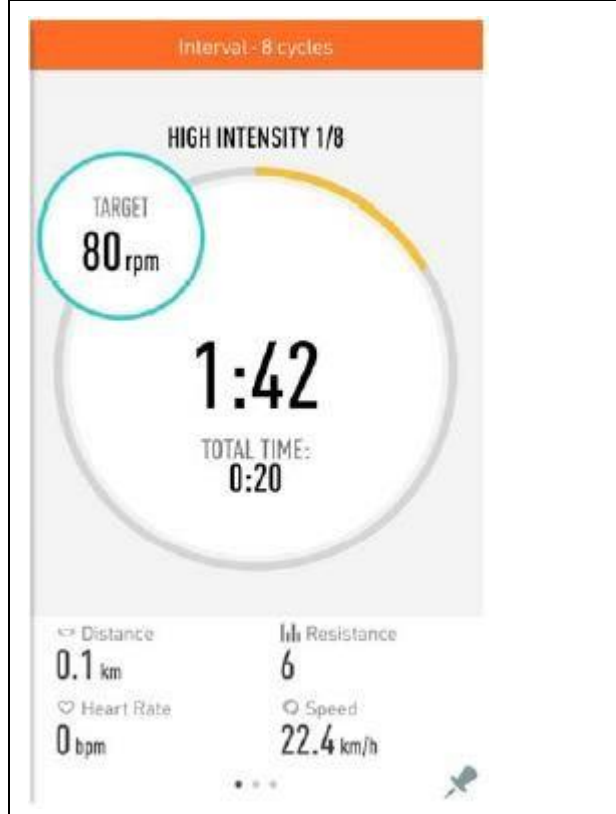 Interval - 8 cycles
HIGH INTENSITY 1/8
TARGET
80 rpm
1:42
TOTAL TIME:
0:20
Distance
0.1 km
Resistance
6
Heart Rate
0 bpm
Speed
22.4 km/h